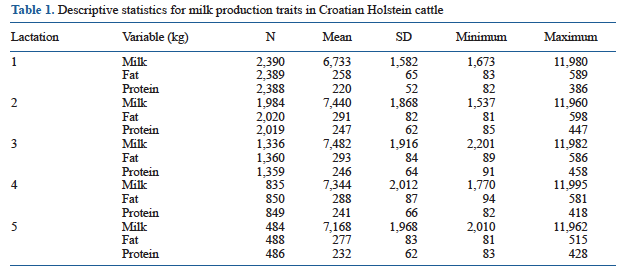 Table 1. Descriptive statistics for milk production traits in Croatian Holstein cattle
Lactation Variable (kg) N Mean SD Minimum Maximum
1 Milk 2,390 6,733 1,582 1,673 11,980
Fat 2,389 258 65 83 589
Protein 2,388 220 52 82 386
2 Milk 1,984 7,440 1,868 1,537 11,960
Fat 2,020 291 82 81 598
Protein 2,019 247 62 85 447
3 Milk 1,336 7,482 1,916 2,201 11,982
Fat 1,360 293 84 89 586
Protein 1,359 246 64 91 458
4 Milk 835 7,344 2,012 1,770 11,995
Fat 850 288 87 94 581
Protein 849 241 66 82 418
5 Milk 484 7,168 1,968 2,010 11,962
Fat 488 277 83 81 515
Protein 486 232 62 83 428